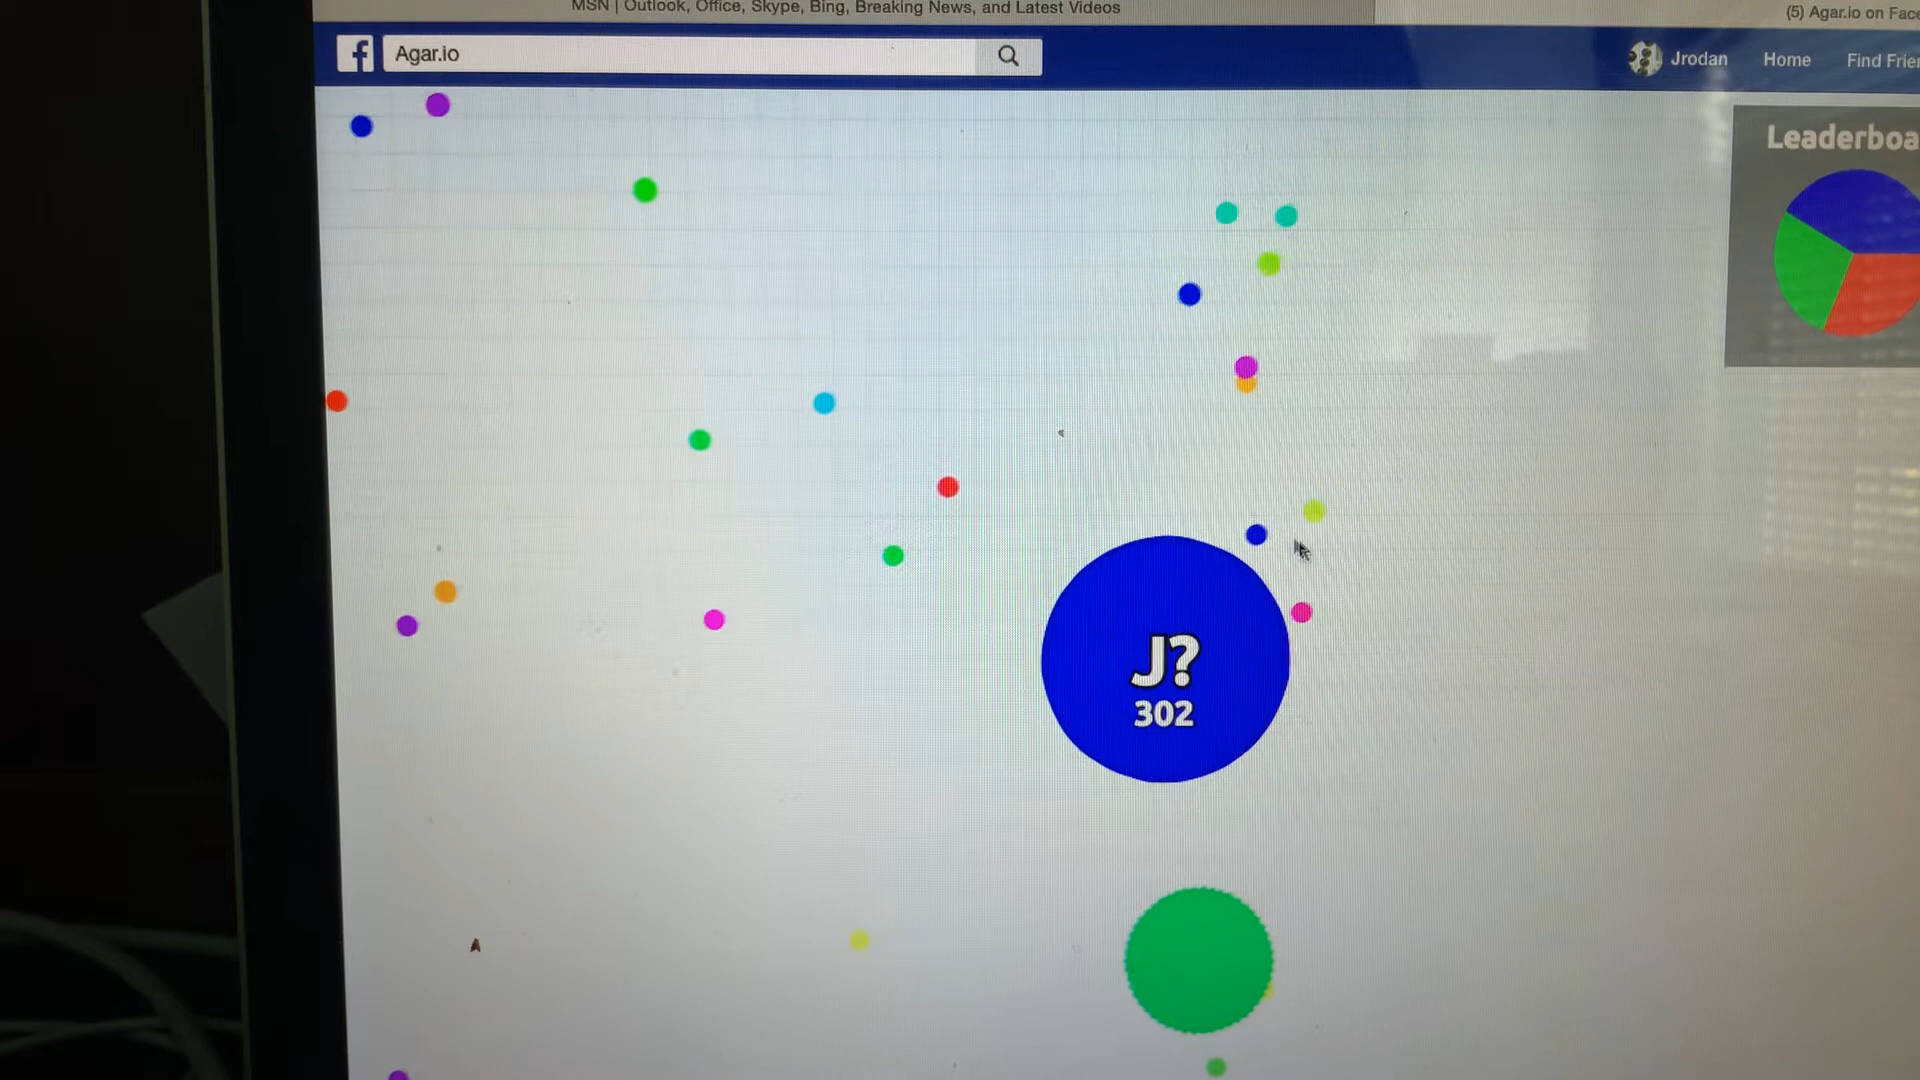 MSN | Outlook, Office, Skype, Bing, Breaking News, and Latest Videos
(5) Agar.io on Face
f
Agar.io
Jrodan
Home
Find Frie
Leaderboa
J?
302